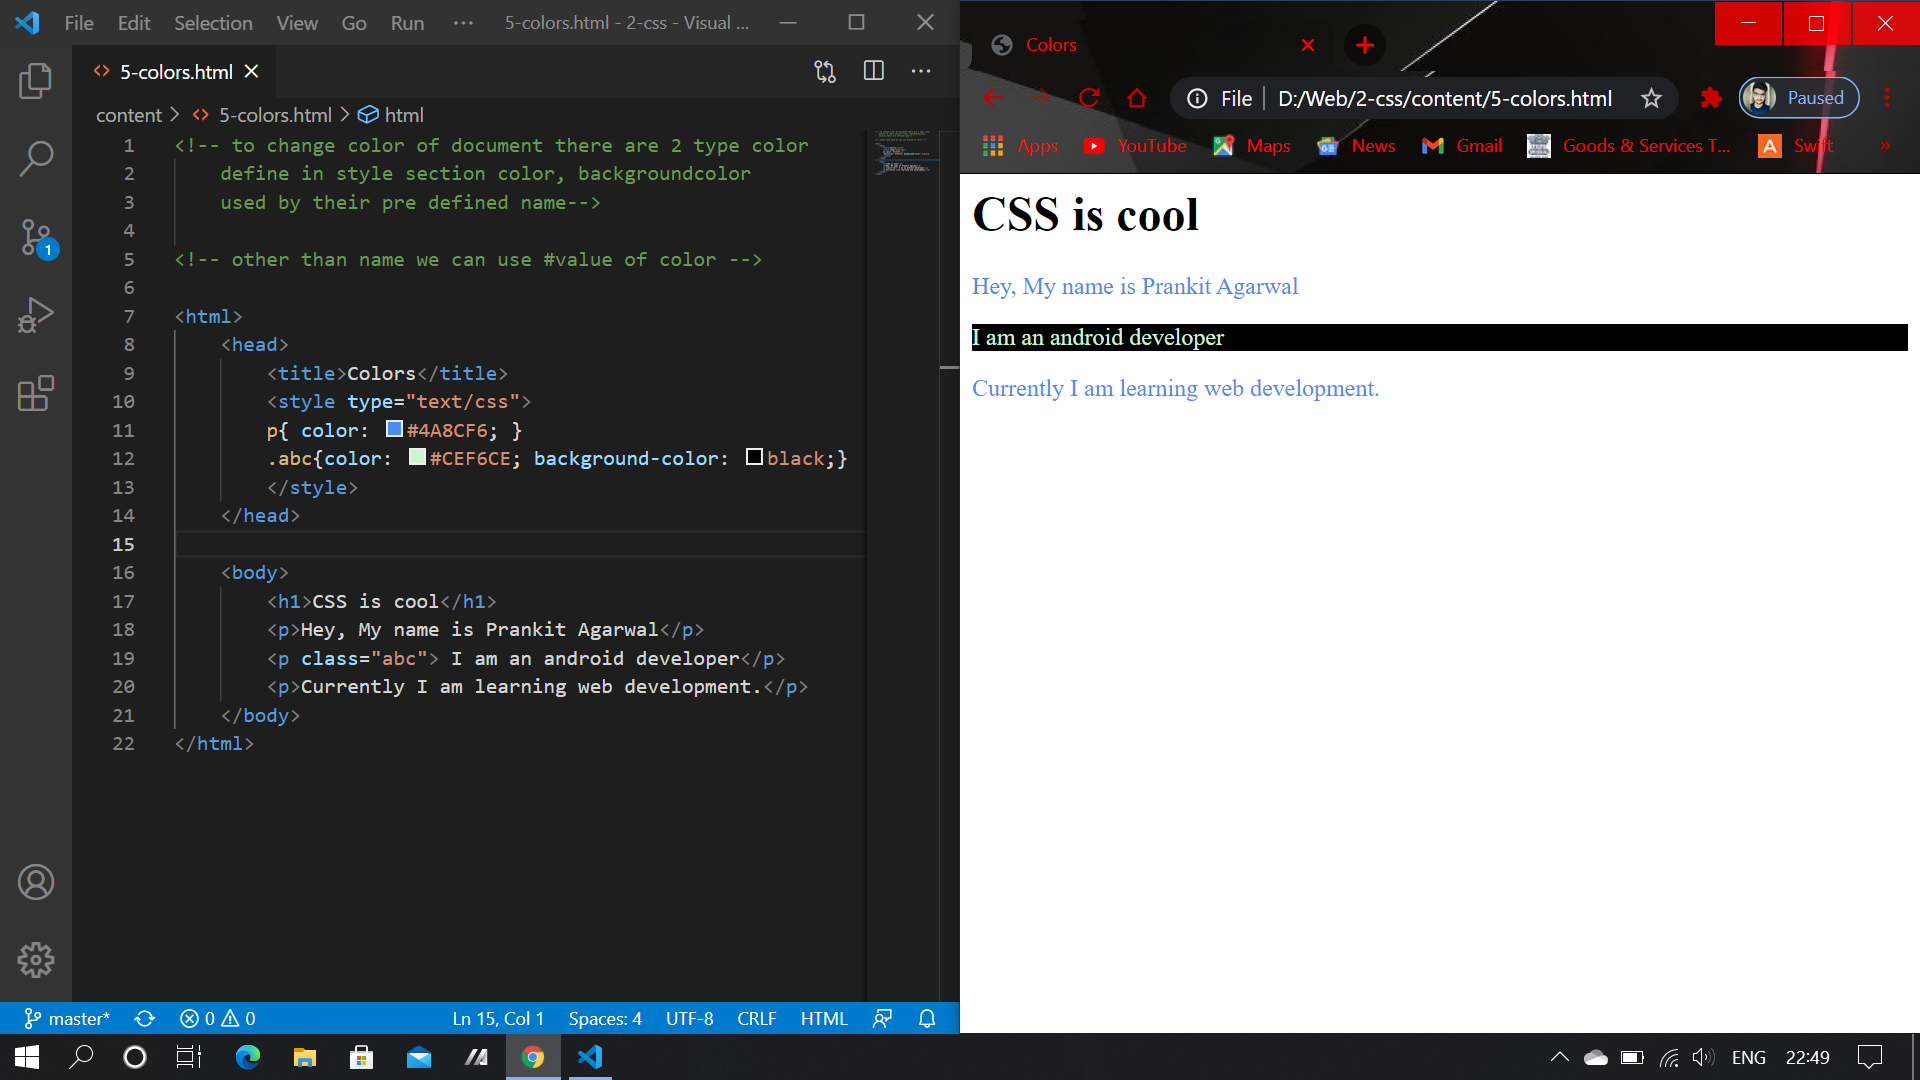 File Edit Selection View Go Run ··· 5-colors.html - 2-css - Visual ...
5-colors.html
content > 5-colors.html > html
1 <!-- to change color of document there are 2 type color
2 define in style section color, backgroundcolor
3 used by their pre defined name-->
4
5 <!-- other than name we can use #value of color -->
6
7 <html>
8 <head>
9 <title>Colors</title>
10 <style type="text/css">
11 p{ color: #4A8CF6; }
12 .abc{color: #CEF6CE; background-color: black;}
13 </style>
14 </head>
15
16 <body>
17 <h1>CSS is cool</h1>
18 <p>Hey, My name is Prankit Agarwal</p>
19 <p class="abc"> I am an android developer</p>
20 <p>Currently I am learning web development.</p>
21 </body>
22 </html>
1
master* 0 0 Ln 15, Col 1 Spaces: 4 UTF-8 CRLF HTML
Colors
File D:/Web/2-css/content/5-colors.html Paused
Apps YouTube Maps News Gmail Goods & Services T... A Swift »
CSS is cool
Hey, My name is Prankit Agarwal
I am an android developer
Currently I am learning web development.
ENG 22:49